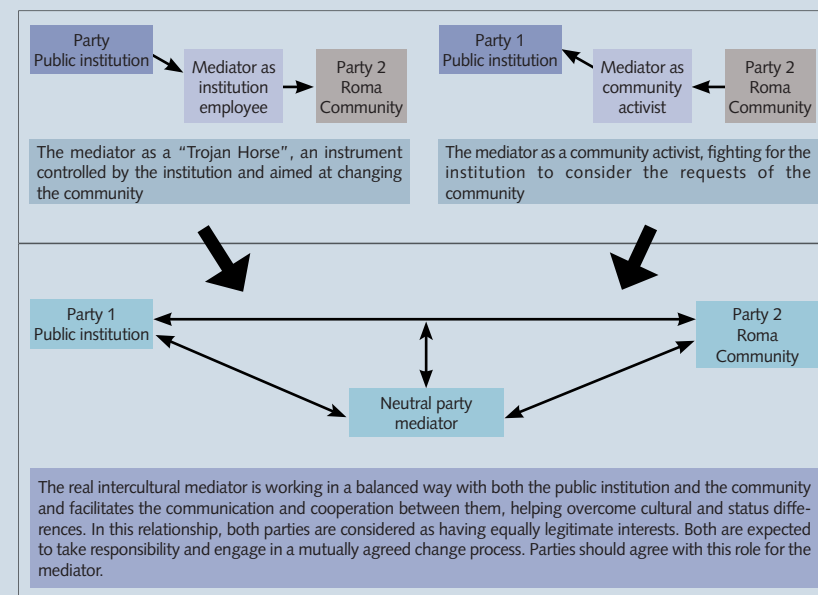 Party
Public institution
Mediator as
institution
employee
Party 2
Roma
Community
The mediator as a “Trojan Horse”, an instrument
controlled by the institution and aimed at changing
the community
Party 1
Public institution
Mediator as
community
activist
Party 2
Roma
Community
The mediator as a community activist, fighting for the
institution to consider the requests of the
community
Party 1
Public institution
Party 2
Roma
Community
Neutral party
mediator
The real intercultural mediator is working in a balanced way with both the public institution and the community
and facilitates the communication and cooperation between them, helping overcome cultural and status diffe-
rences. In this relationship, both parties are considered as having equally legitimate interests. Both are expected
to take responsibility and engage in a mutually agreed change process. Parties should agree with this role for the
mediator.